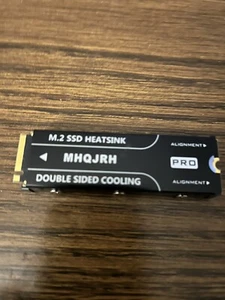 M.2 SSD HEATSINK
ALIGNMENT
MHQJRH
PRO
DOUBLE SIDED COOLING
ALIGNMENT